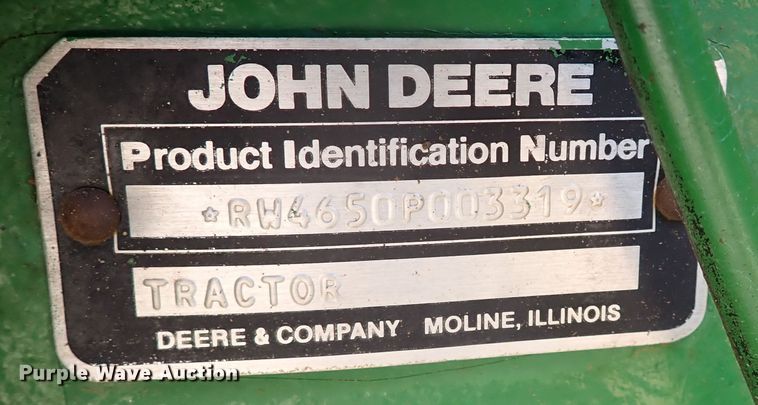 JOHN DEERE
Product Identification Number
*RW4650P003319*
TRACTOR
DEERE & COMPANY MOLINE, ILLINOIS
Purple Wave Auction